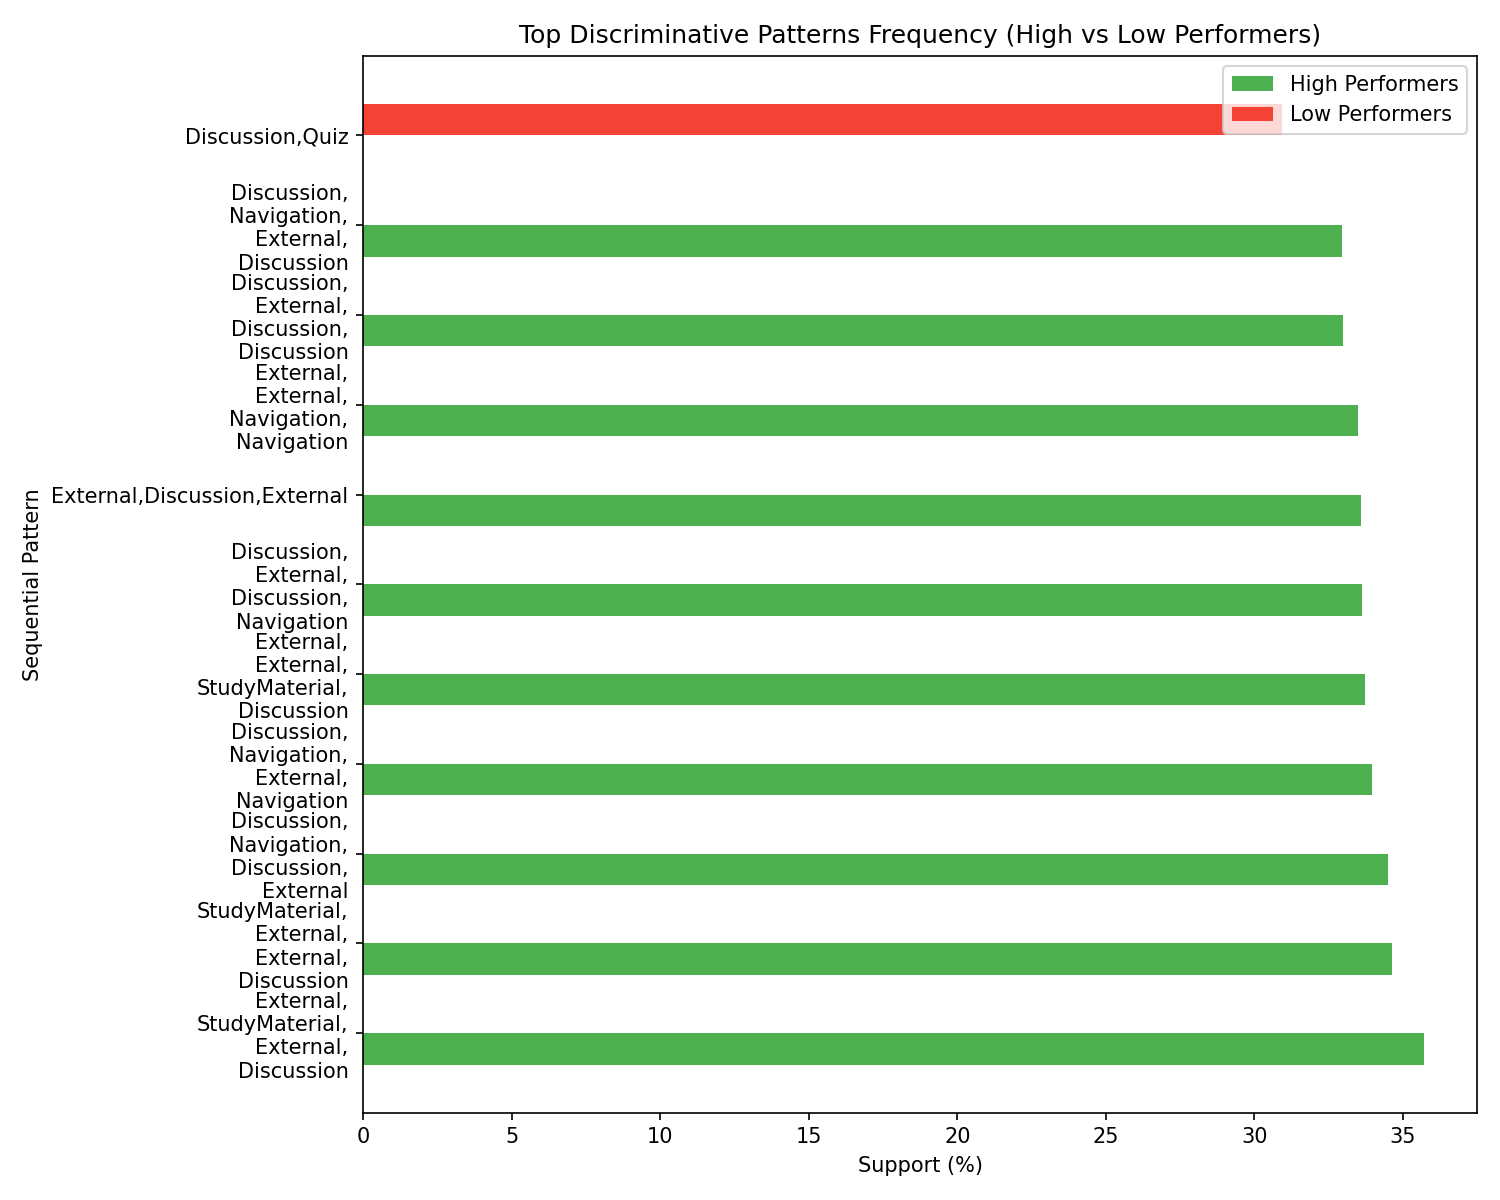 Top Discriminative Patterns Frequency (High vs Low Performers)
High Performers
Low Performers
Discussion,Quiz
Discussion,
Navigation,
External,
Discussion
Discussion,
External,
Discussion,
Discussion
External,
External,
Navigation,
Navigation
External,Discussion,External
Discussion,
External,
Discussion,
Navigation
External,
External,
StudyMaterial,
Discussion
Discussion,
Navigation,
External,
Navigation
Discussion,
Navigation,
Discussion,
External
StudyMaterial,
External,
External,
Discussion
External,
StudyMaterial,
External,
Discussion
Sequential Pattern
0 5 10 15 20 25 30 35
Support (%)